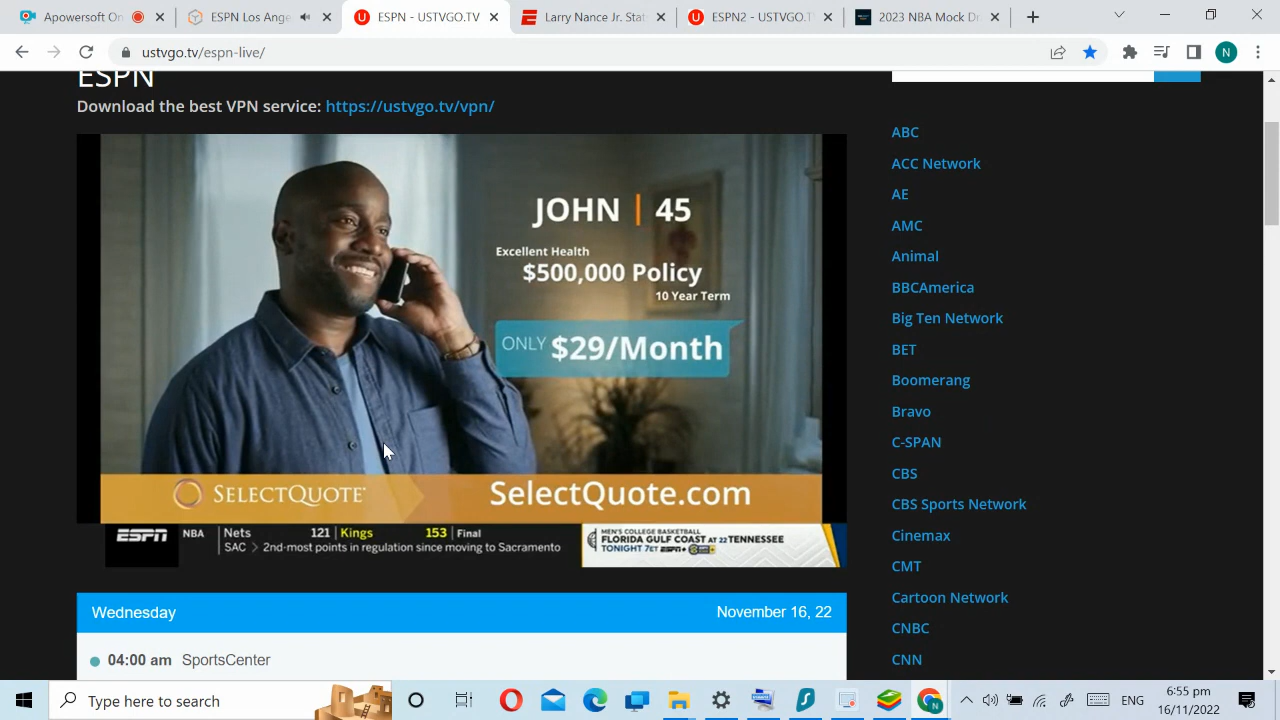 Apowersoft On
ESPN Los Ange
ESPN - USTVGO.TV
Larry Nance Jr. Stat
ESPN2 - USTVGO T
2023 NBA Mock D
ustvgo.tv/espn-live/
N
ESPN
Download the best VPN service: https://ustvgo.tv/vpn/
JOHN | 45
Excellent Health
$500,000 Policy
10 Year Term
ONLY $29/Month
SELECTQUOTE
SelectQuote.com
ESPN
NBA Nets 121 Kings 153 Final
SAC > 2nd-most points in regulation since moving to Sacramento
MEN'S COLLEGE BASKETBALL
FLORIDA GULF COAST AT 22 TENNESSEE
TONIGHT 7ET ESPN+
Wednesday
November 16, 22
04:00 am SportsCenter
ABC
ACC Network
AE
AMC
Animal
BBCAmerica
Big Ten Network
BET
Boomerang
Bravo
C-SPAN
CBS
CBS Sports Network
Cinemax
CMT
Cartoon Network
CNBC
CNN
Type here to search
ENG
6:55 pm
16/11/2022